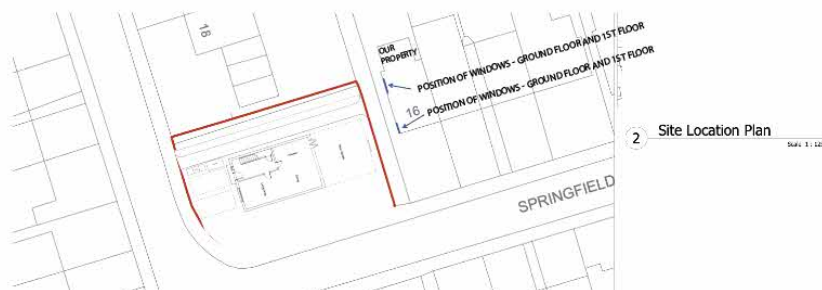 18
OUR
PROPERTY
POSITION OF WINDOWS - GROUND FLOOR AND 1ST FLOOR
16
POSITION OF WINDOWS - GROUND FLOOR AND 1ST FLOOR
2
Site Location Plan
SPRINGFIELD